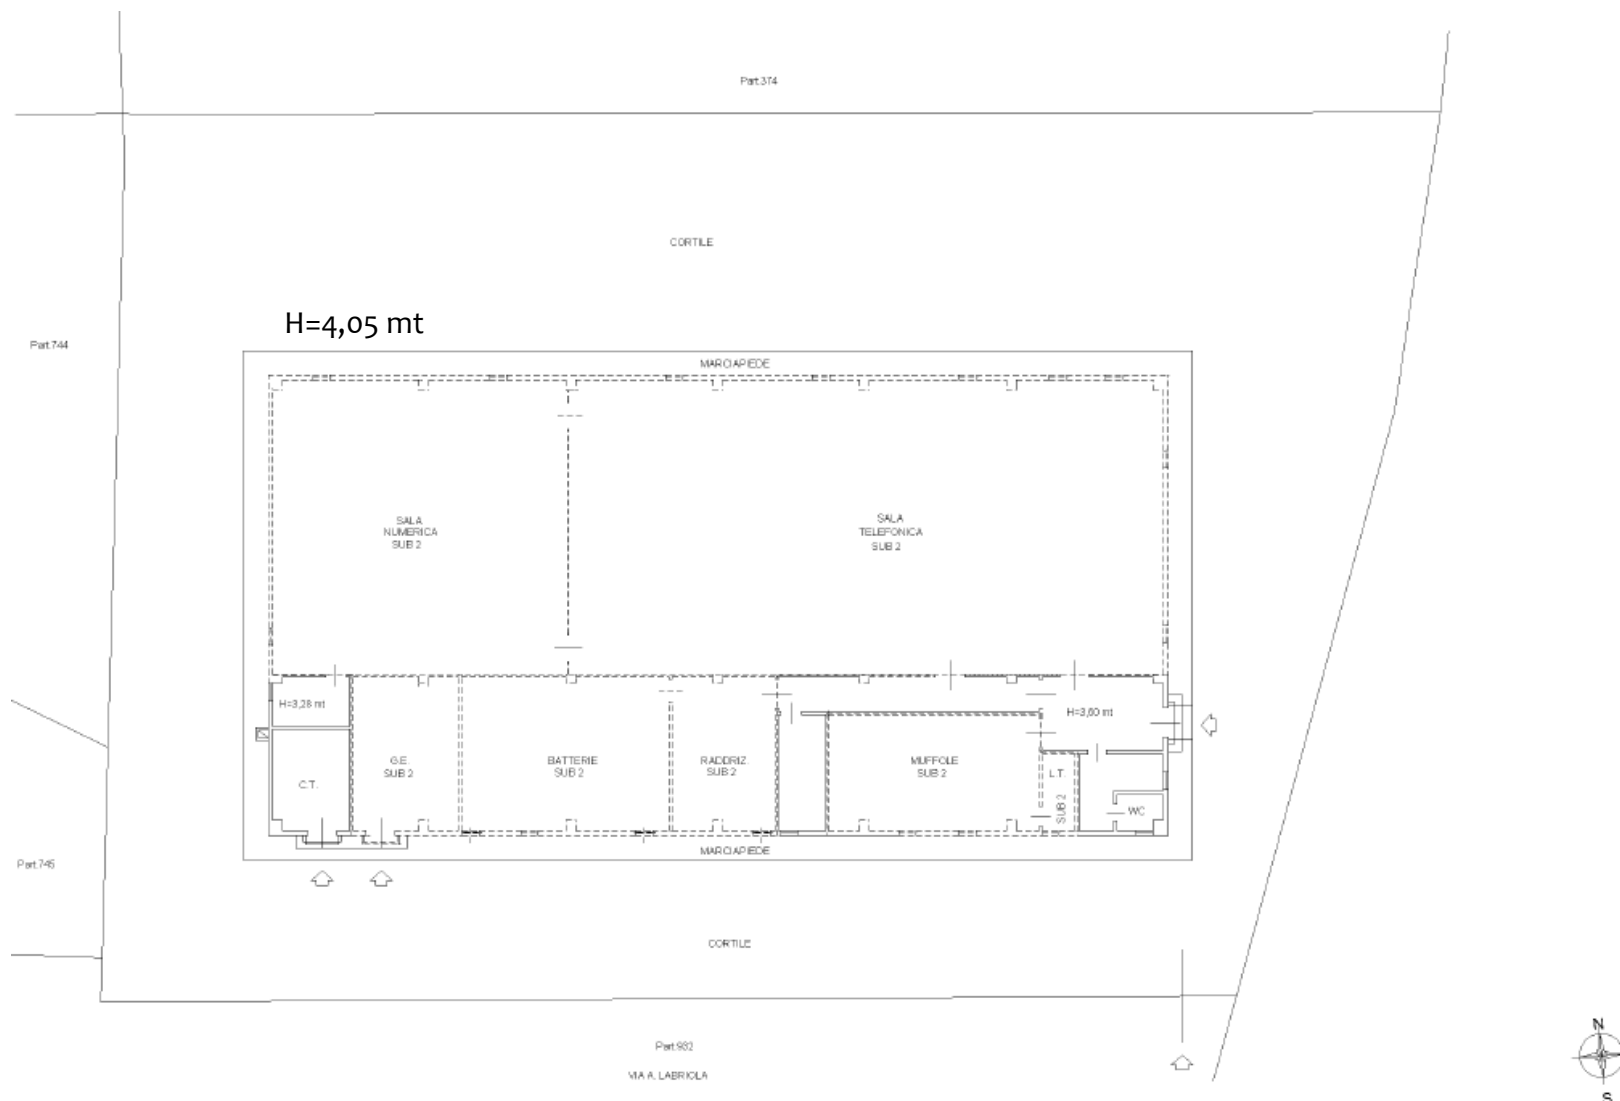 Part.374
CORTILE
H=4,05 mt
Part.744
MARCIAPIEDE
SALA
NUMERICA
SUB 2
SALA
TELEFONICA
SUB 2
H=3,28 mt
H=3,60 mt
G.E.
SUB 2
BATTERIE
SUB 2
RADDRIZ.
SUB 2
MUFFOLE
SUB 2
L.T.
SUB 2
C.T.
WC
MARCIAPIEDE
Part.745
CORTILE
Part.932
VIA A. LABRIOLA
N
S